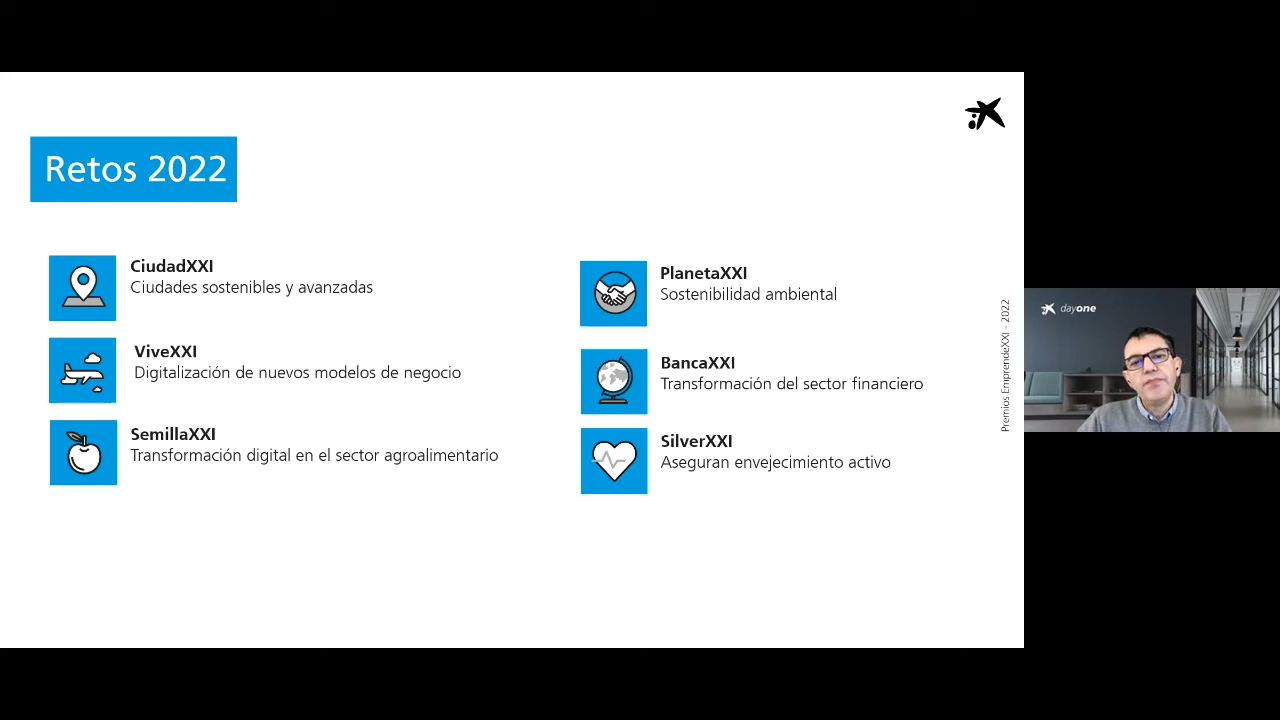 Retos 2022
CiudadXXI
Ciudades sostenibles y avanzadas
ViveXXI
Digitalización de nuevos modelos de negocio
SemillaXXI
Transformación digital en el sector agroalimentario
PlanetaXXI
Sostenibilidad ambiental
BancaXXI
Transformación del sector financiero
SilverXXI
Aseguran envejecimiento activo
Premios EmprendeXXI - 2022
dayone